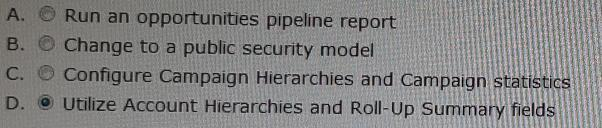 A. Run an opportunities pipeline report
B. Change to a public security model
C. Configure Campaign Hierarchies and Campaign statistics
D. Utilize Account Hierarchies and Roll-Up Summary fields